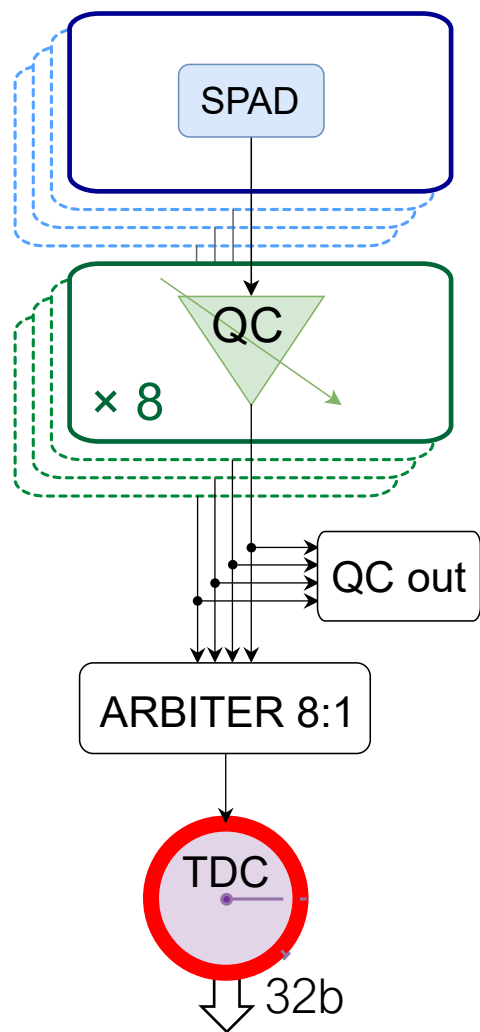 SPAD
QC
× 8
QC out
ARBITER 8:1
TDC
32b